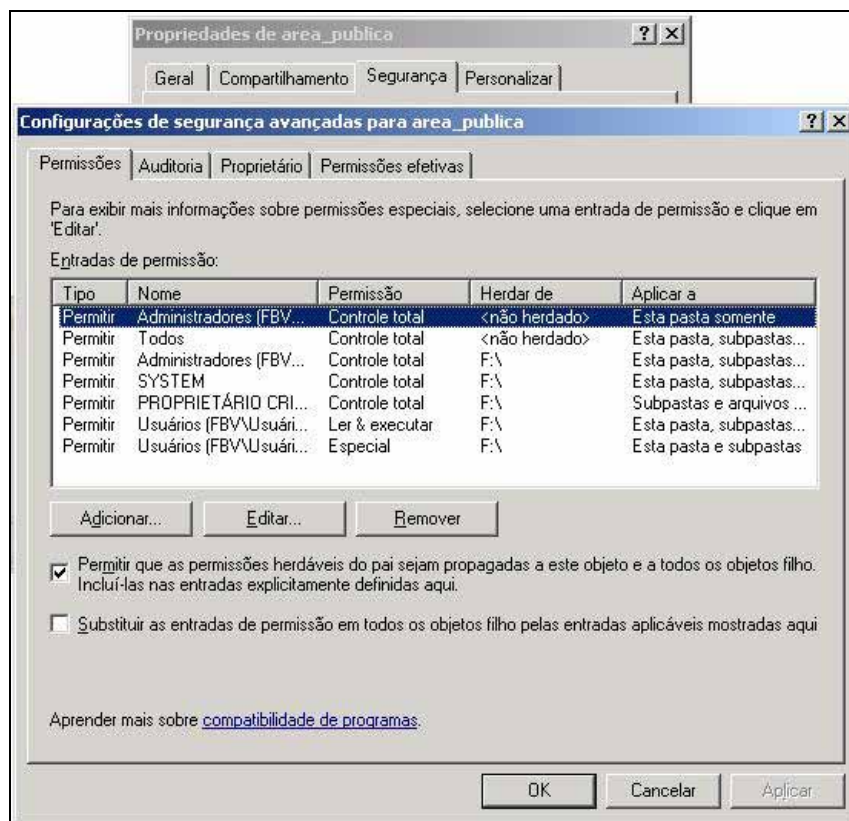 Propriedades de area_publica
Geral Compartilhamento Segurança Personalizar
Configurações de segurança avançadas para area_publica
Permissões Auditoria Proprietário Permissões efetivas
Para exibir mais informações sobre permissões especiais, selecione uma entrada de permissão e clique em
'Editar'.
Entradas de permissão:
Tipo Nome Permissão Herdar de Aplicar a
Permitir Administradores (FBV... Controle total <não herdado> Esta pasta somente
Permitir Todos Controle total <não herdado> Esta pasta, subpastas...
Permitir Administradores (FBV... Controle total F:\ Esta pasta, subpastas...
Permitir SYSTEM Controle total F:\ Esta pasta, subpastas...
Permitir PROPRIETÁRIO CRI... Controle total F:\ Subpastas e arquivos ...
Permitir Usuários (FBV\Usuári... Ler & executar F:\ Esta pasta, subpastas...
Permitir Usuários (FBV\Usuári... Especial F:\ Esta pasta e subpastas
Adicionar... Editar... Remover
Permitir que as permissões herdáveis do pai sejam propagadas a este objeto e a todos os objetos filho.
Incluí-las nas entradas explicitamente definidas aqui.
Substituir as entradas de permissão em todos os objetos filho pelas entradas aplicáveis mostradas aqui
Aprender mais sobre compatibilidade de programas.
OK Cancelar Aplicar